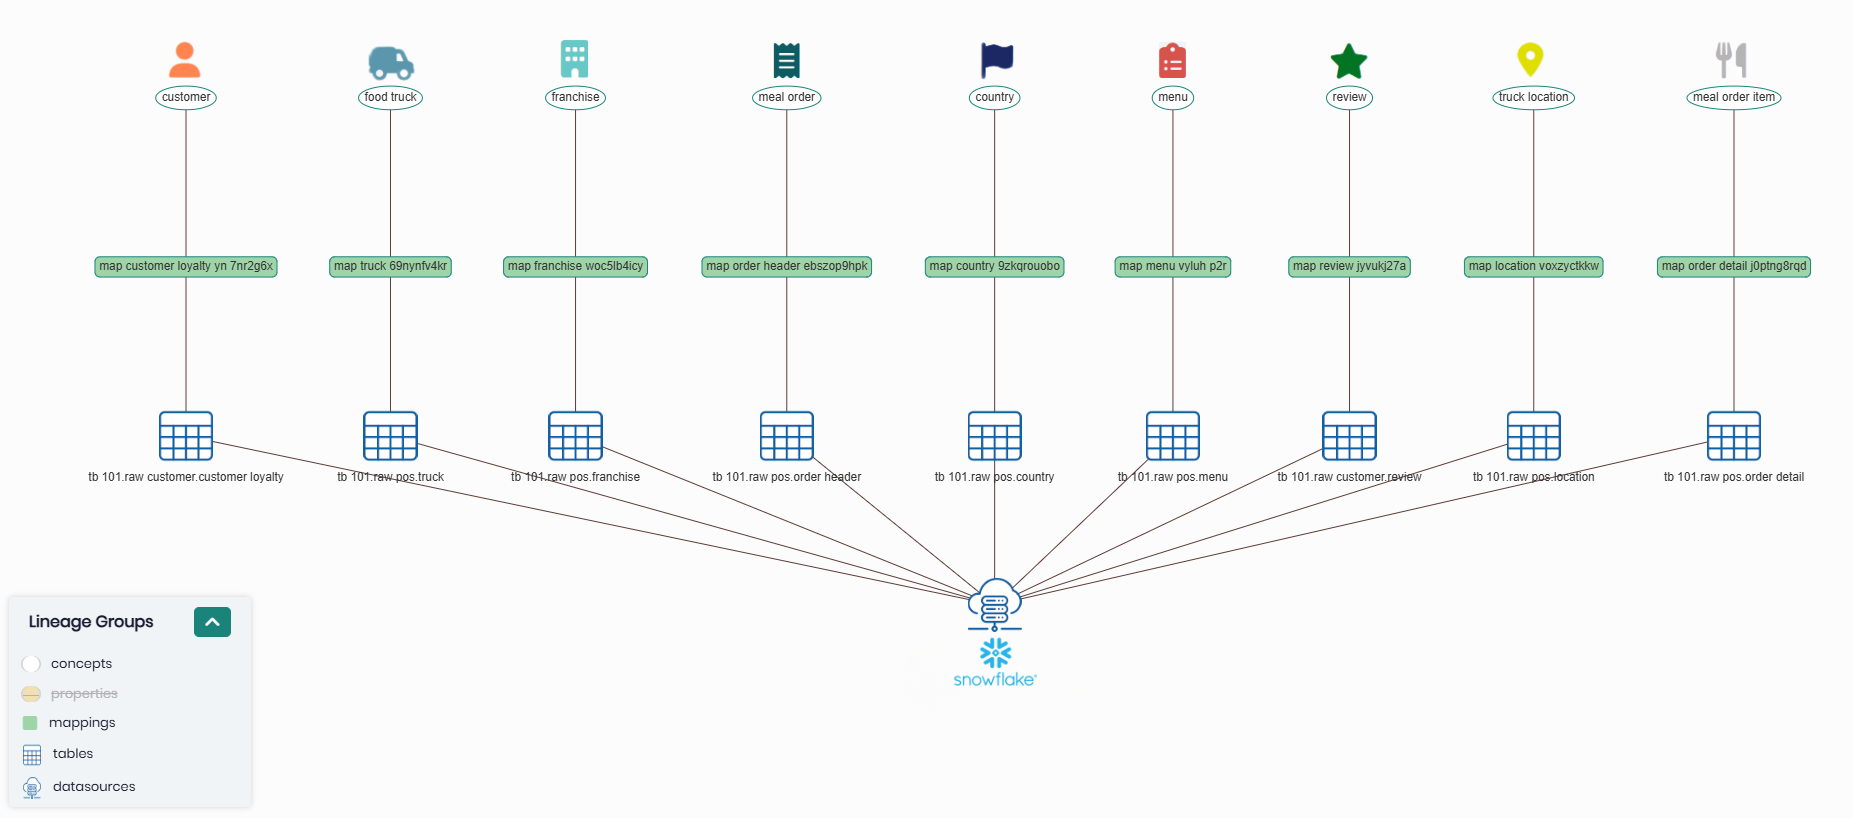 customer
food truck
franchise
meal order
country
menu
review
truck location
meal order item
map customer loyalty yn 7nr2g6x
map truck 69nynfv4kr
map franchise woc5lb4icy
map order header ebszop9hpk
map country 9zkqrouobo
map menu vyluh p2r
map review jyvukj27a
map location voxzyctkkw
map order detail j0ptng8rqd
tb 101.raw customer.customer loyalty
tb 101.raw pos.truck
tb 101.raw pos.franchise
tb 101.raw pos.order header
tb 101.raw pos.country
tb 101.raw pos.menu
tb 101.raw customer.review
tb 101.raw pos.location
tb 101.raw pos.order detail
snowflake
Lineage Groups
concepts
properties
mappings
tables
datasources